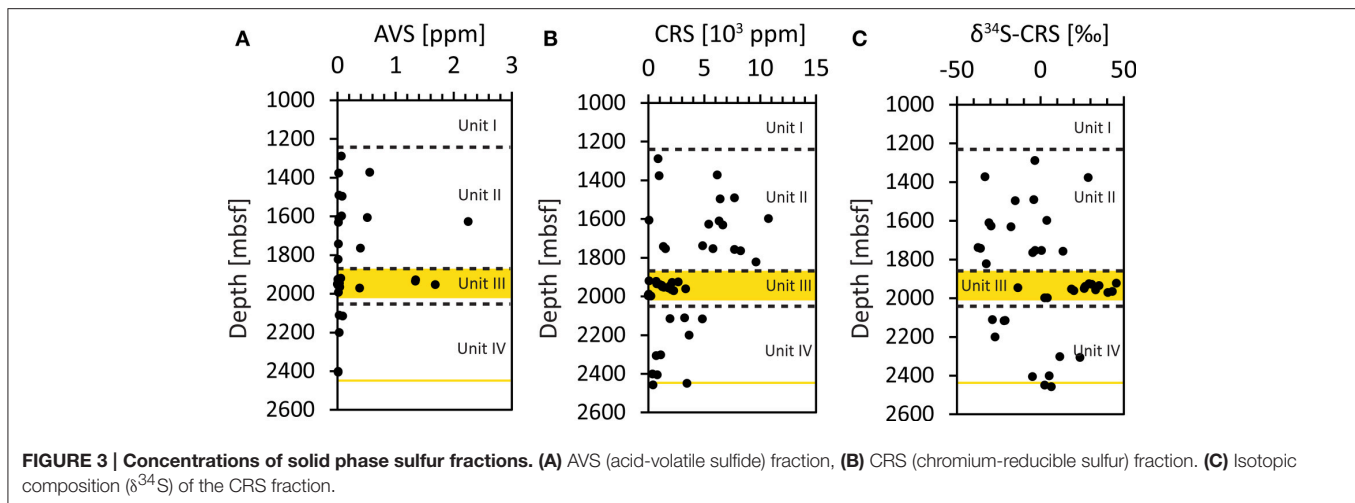 A AVS [ppm]
0 1 2 3
Depth [mbsf]
1000
1200
1400
1600
1800
2000
2200
2400
2600
Unit I
Unit II
Unit III
Unit IV
B CRS [10³ ppm]
0 5 10 15
Depth [mbsf]
1000
1200
1400
1600
1800
2000
2200
2400
2600
Unit I
Unit II
Unit III
Unit IV
C δ³⁴S-CRS [‰]
-50 0 50
Depth [mbsf]
1000
1200
1400
1600
1800
2000
2200
2400
2600
Unit I
Unit II
Unit III
Unit IV
FIGURE 3 | Concentrations of solid phase sulfur fractions. (A) AVS (acid-volatile sulfide) fraction, (B) CRS (chromium-reducible sulfur) fraction. (C) Isotopic
composition (δ³⁴S) of the CRS fraction.